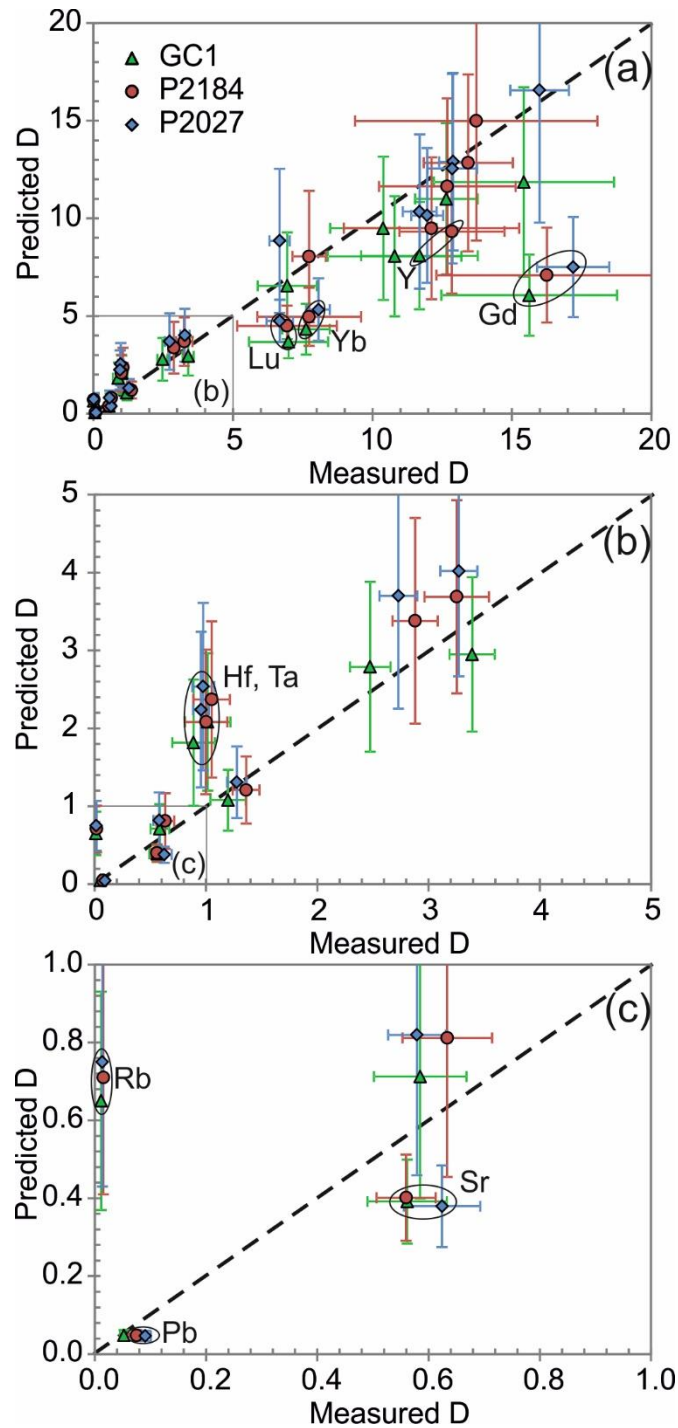 20
GC1
(a)
P2184
P2027
15
Predicted D
10
Y
Gd
5
Lu
Yb
(b)
0
0
5
10
15
20
Measured D
5
(b)
4
Predicted D
3
Hf, Ta
2
1
(c)
0
0
1
2
3
4
5
Measured D
1.0
(c)
0.8
Rb
Predicted D
0.6
0.4
Sr
0.2
Pb
0.0
0.0
0.2
0.4
0.6
0.8
1.0
Measured D